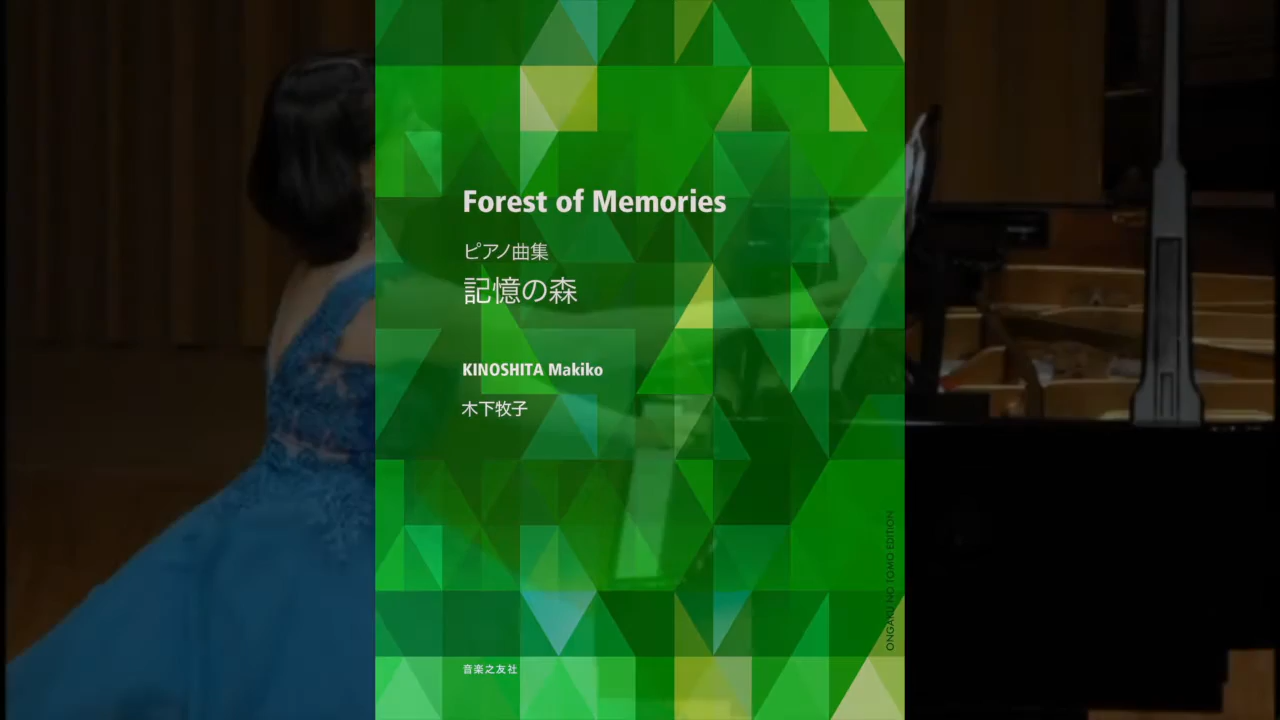 Forest of Memories
ピアノ曲集
記憶の森
KINOSHITA Makiko
木下牧子
ONGAKU NO TOMO EDITION
音楽之友社